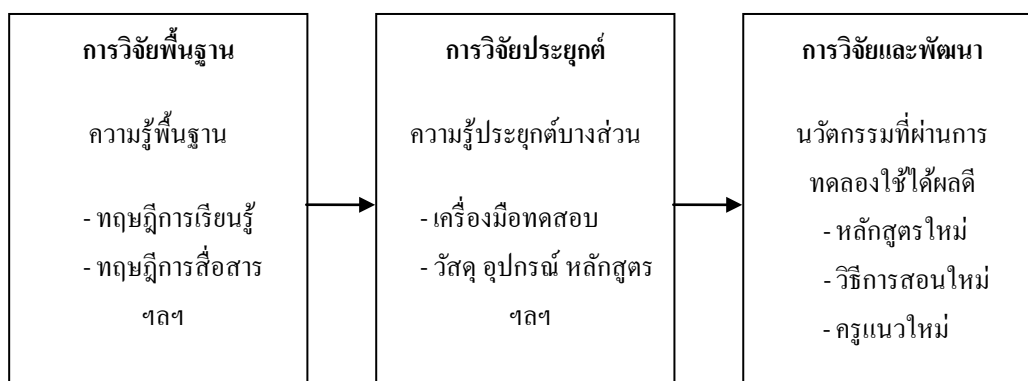 การวิจัยพื้นฐาน
ความรู้พื้นฐาน
- ทฤษฎีการเรียนรู้
- ทฤษฎีการสื่อสาร
ฯลฯ
การวิจัยประยุกต์
ความรู้ประยุกต์บางส่วน
- เครื่องมือทดสอบ
- วัสดุ อุปกรณ์ หลักสูตร
ฯลฯ
การวิจัยและพัฒนา
นวัตกรรมที่ผ่านการ
ทดลองใช้ได้ผลดี
- หลักสูตรใหม่
- วิธีการสอนใหม่
- ครูแนวใหม่